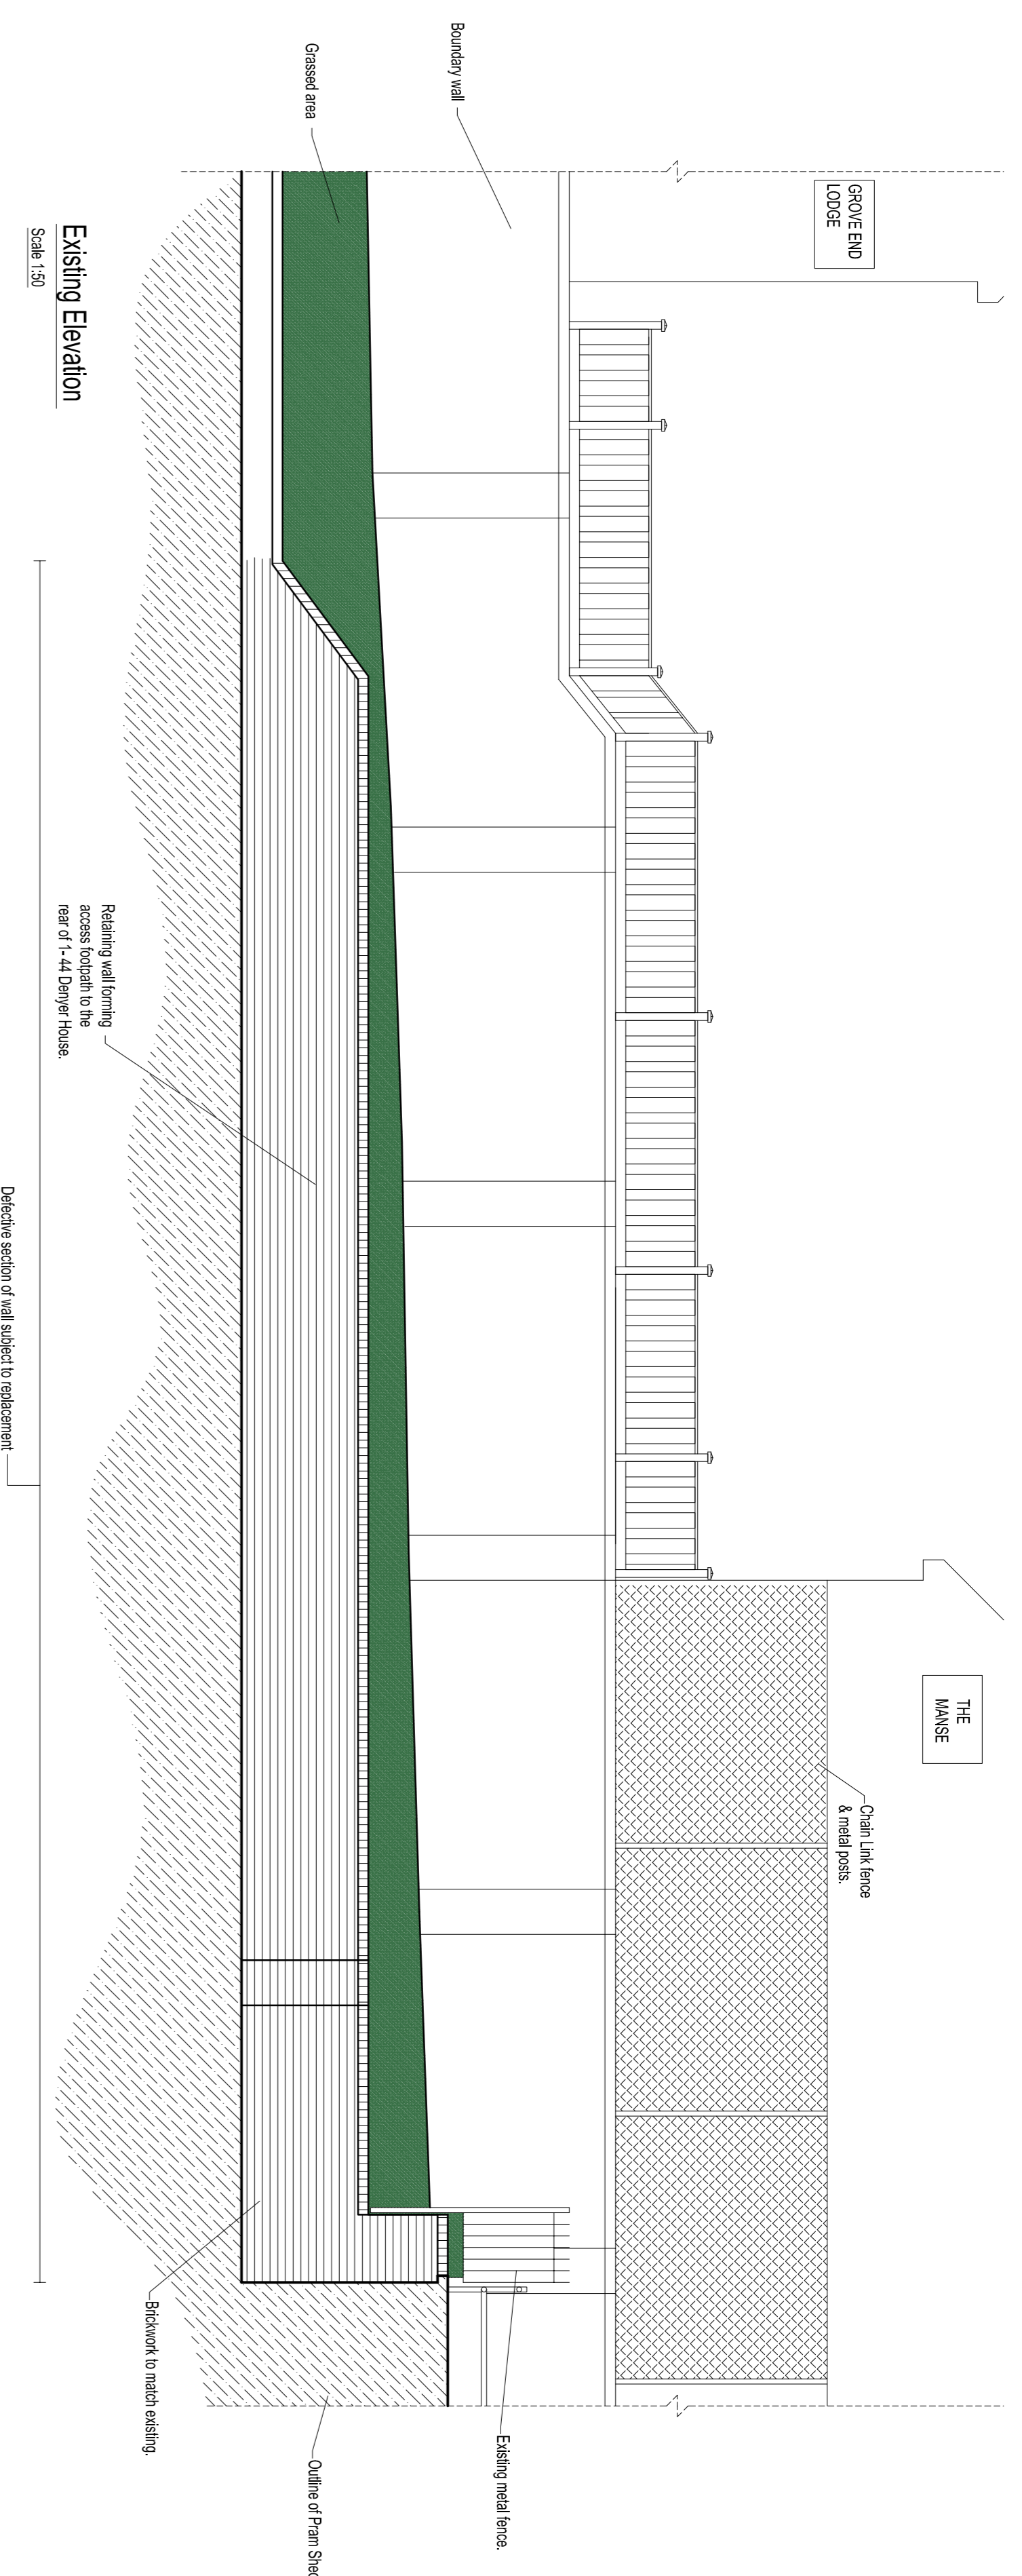 GROVE END
LODGE
THE
MANSE
Chain Link fence
& metal posts.
Boundary wall
Grassed area
Existing metal fence.
Outline of Pram Shed
Brickwork to match existing.
Retaining wall forming
access footpath to the
rear of 1-44 Denyer House.
Defective section of wall subject to replacement
Existing Elevation
Scale 1:50